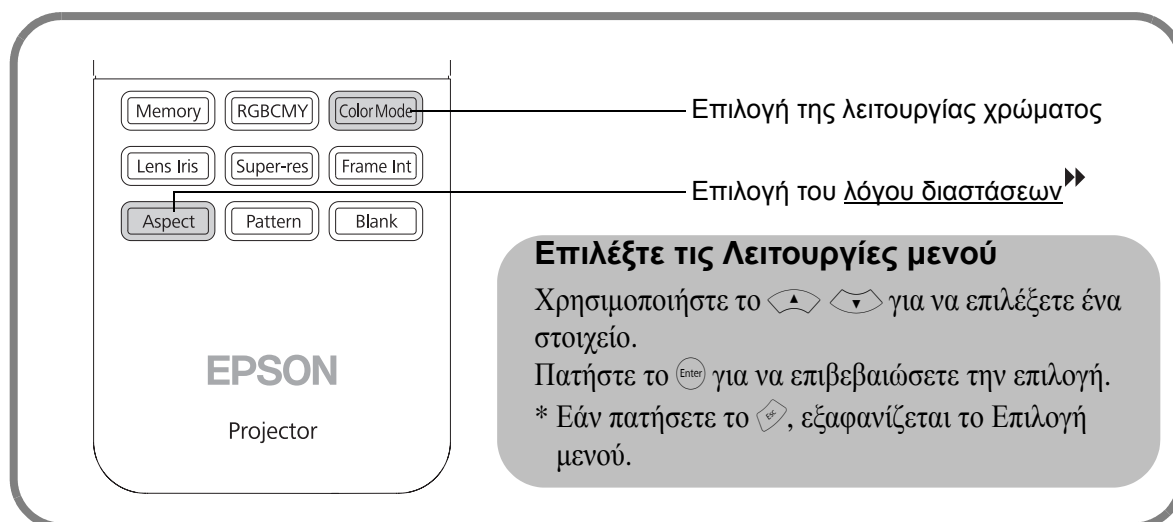 Memory RGBCMY Color Mode
Επιλογή της λειτουργίας χρώματος
Lens Iris Super-res Frame Int
Επιλογή του λόγου διαστάσεων
Aspect Pattern Blank
Επιλέξτε τις Λειτουργίες μενού
Χρησιμοποιήστε το για να επιλέξετε ένα
στοιχείο.
Πατήστε το Enter για να επιβεβαιώσετε την επιλογή.
* Εάν πατήσετε το Esc, εξαφανίζεται το Επιλογή
μενού.
EPSON
Projector